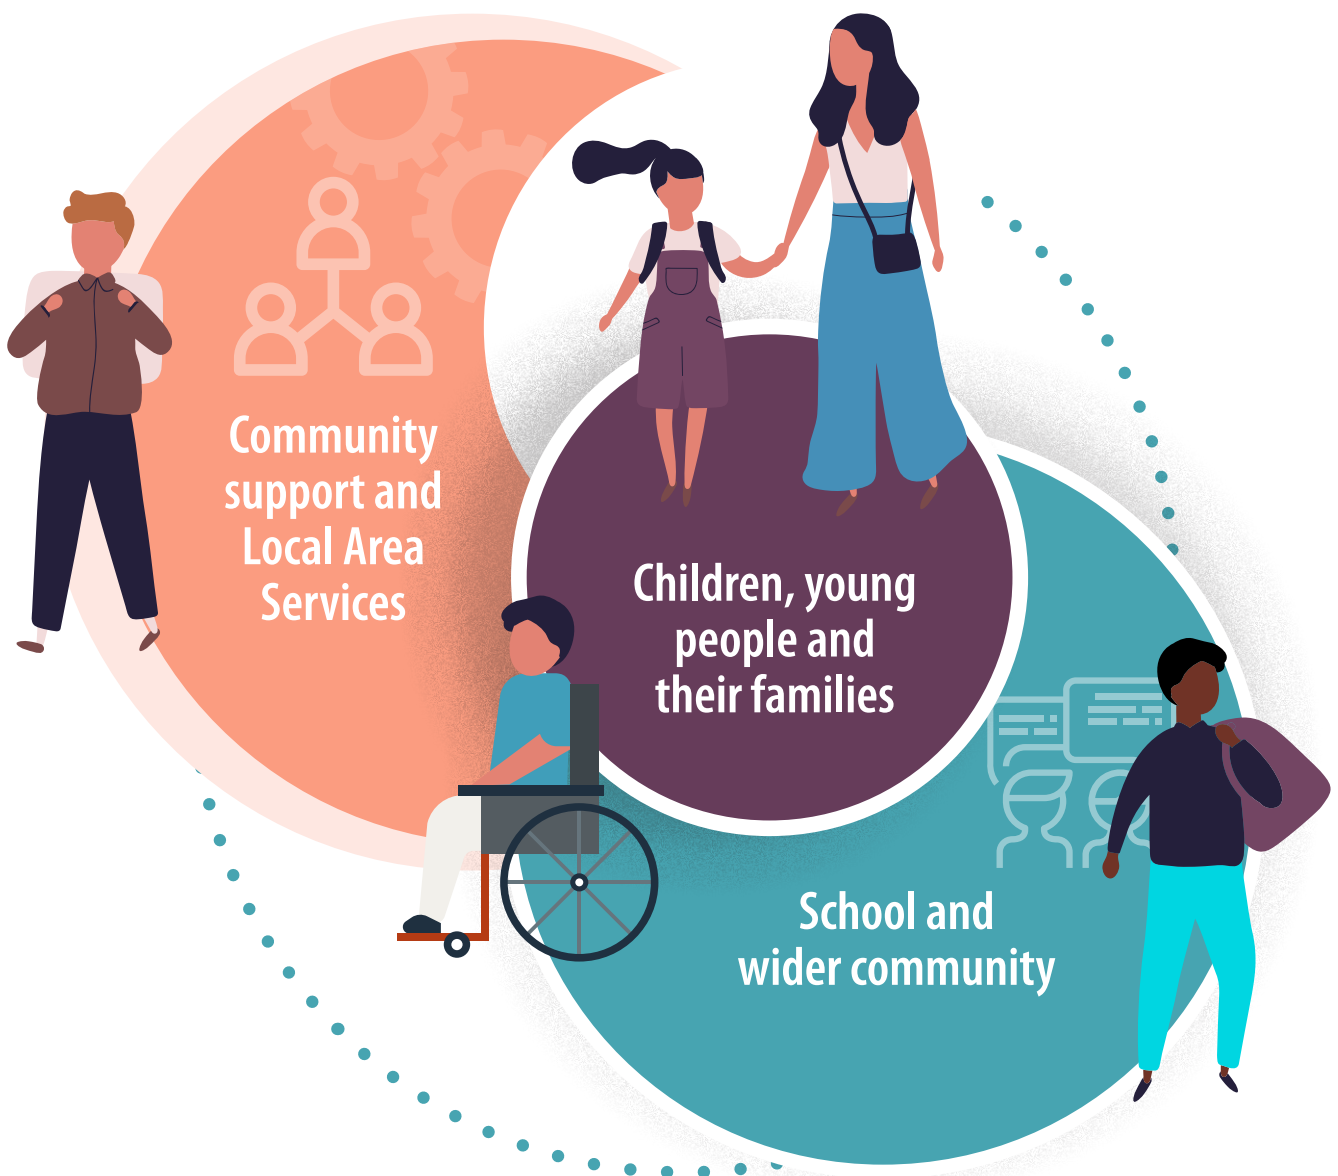 Community
support and
Local Area
Services
Children, young
people and
their families
School and
wider community